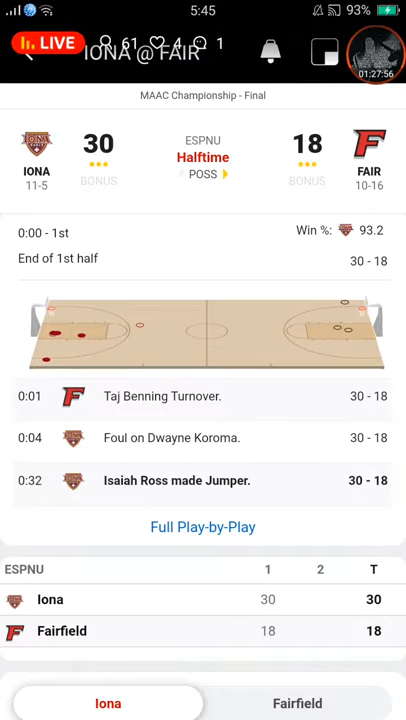 5:45
93%
LIVE
61
4
1
IONA @ FAIR
01:27:56
MAAC Championship - Final
30
ESPNU
18
Halftime
IONA
POSS
FAIR
11-5
BONUS
BONUS
10-16
0:00 - 1st
Win %: 93.2
End of 1st half
30 - 18
0:01 Taj Benning Turnover. 30 - 18
0:04 Foul on Dwayne Koroma. 30 - 18
0:32 Isaiah Ross made Jumper. 30 - 18
Full Play-by-Play
ESPNU 1 2 T
Iona 30 30
Fairfield 18 18
Iona Fairfield